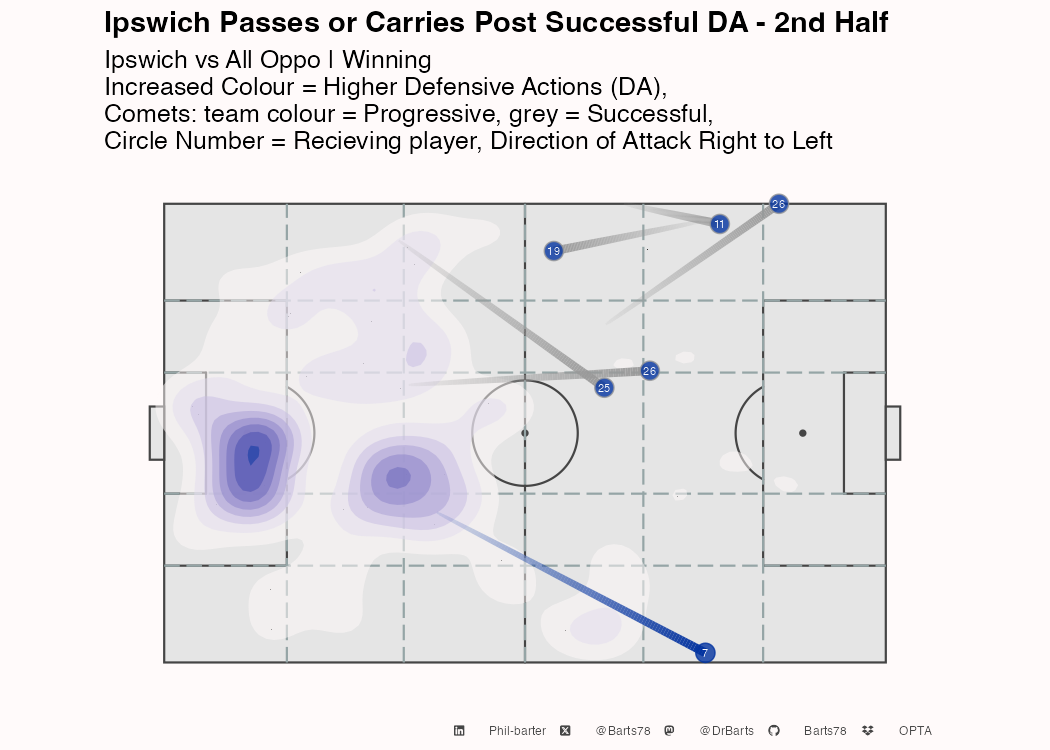 Ipswich Passes or Carries Post Successful DA - 2nd Half
Ipswich vs All Oppo | Winning
Increased Colour = Higher Defensive Actions (DA),
Comets: team colour = Progressive, grey = Successful,
Circle Number = Recieving player, Direction of Attack Right to Left
26
11
19
26
25
7
Phil-barter @Barts78 @DrBarts Barts78 OPTA